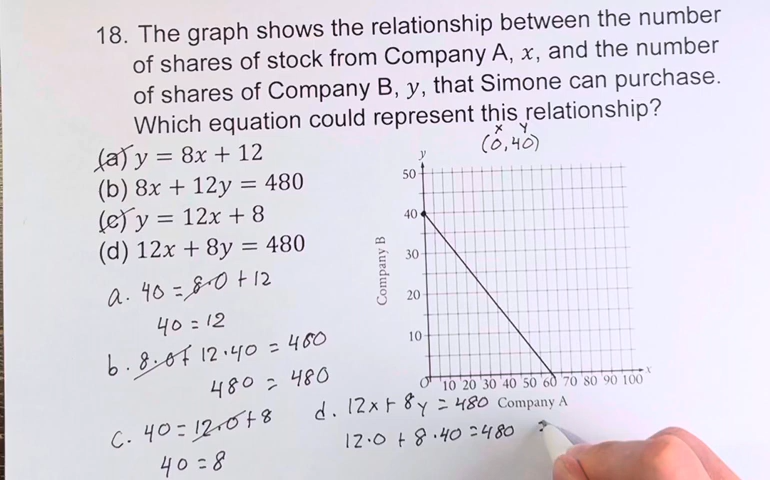 18. The graph shows the relationship between the number
of shares of stock from Company A, x, and the number
of shares of Company B, y, that Simone can purchase.
Which equation could represent this relationship?
x y
(0,40)
(a) y = 8x + 12
(b) 8x + 12y = 480
(c) y = 12x + 8
(d) 12x + 8y = 480
y
50
40
30
20
10
Company B
0 10 20 30 40 50 60 70 80 90 100 x
Company A
a. 40 = 8·0 + 12
40 = 12
b. 8·0 + 12·40 = 480
480 = 480
c. 40 = 12·0 + 8
40 = 8
d. 12x + 8y = 480
12·0 + 8·40 = 480